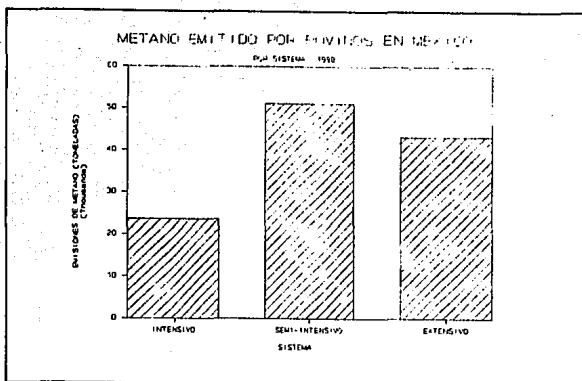 METANO EMITIDO POR BOVINOS EN MEXICO
POR SISTEMA 1990
EMISIONES DE METANO (TONELADAS)
(Thousands)
60
50
40
30
20
10
0
INTENSIVO
SEMI-INTENSIVO
EXTENSIVO
SISTEMA